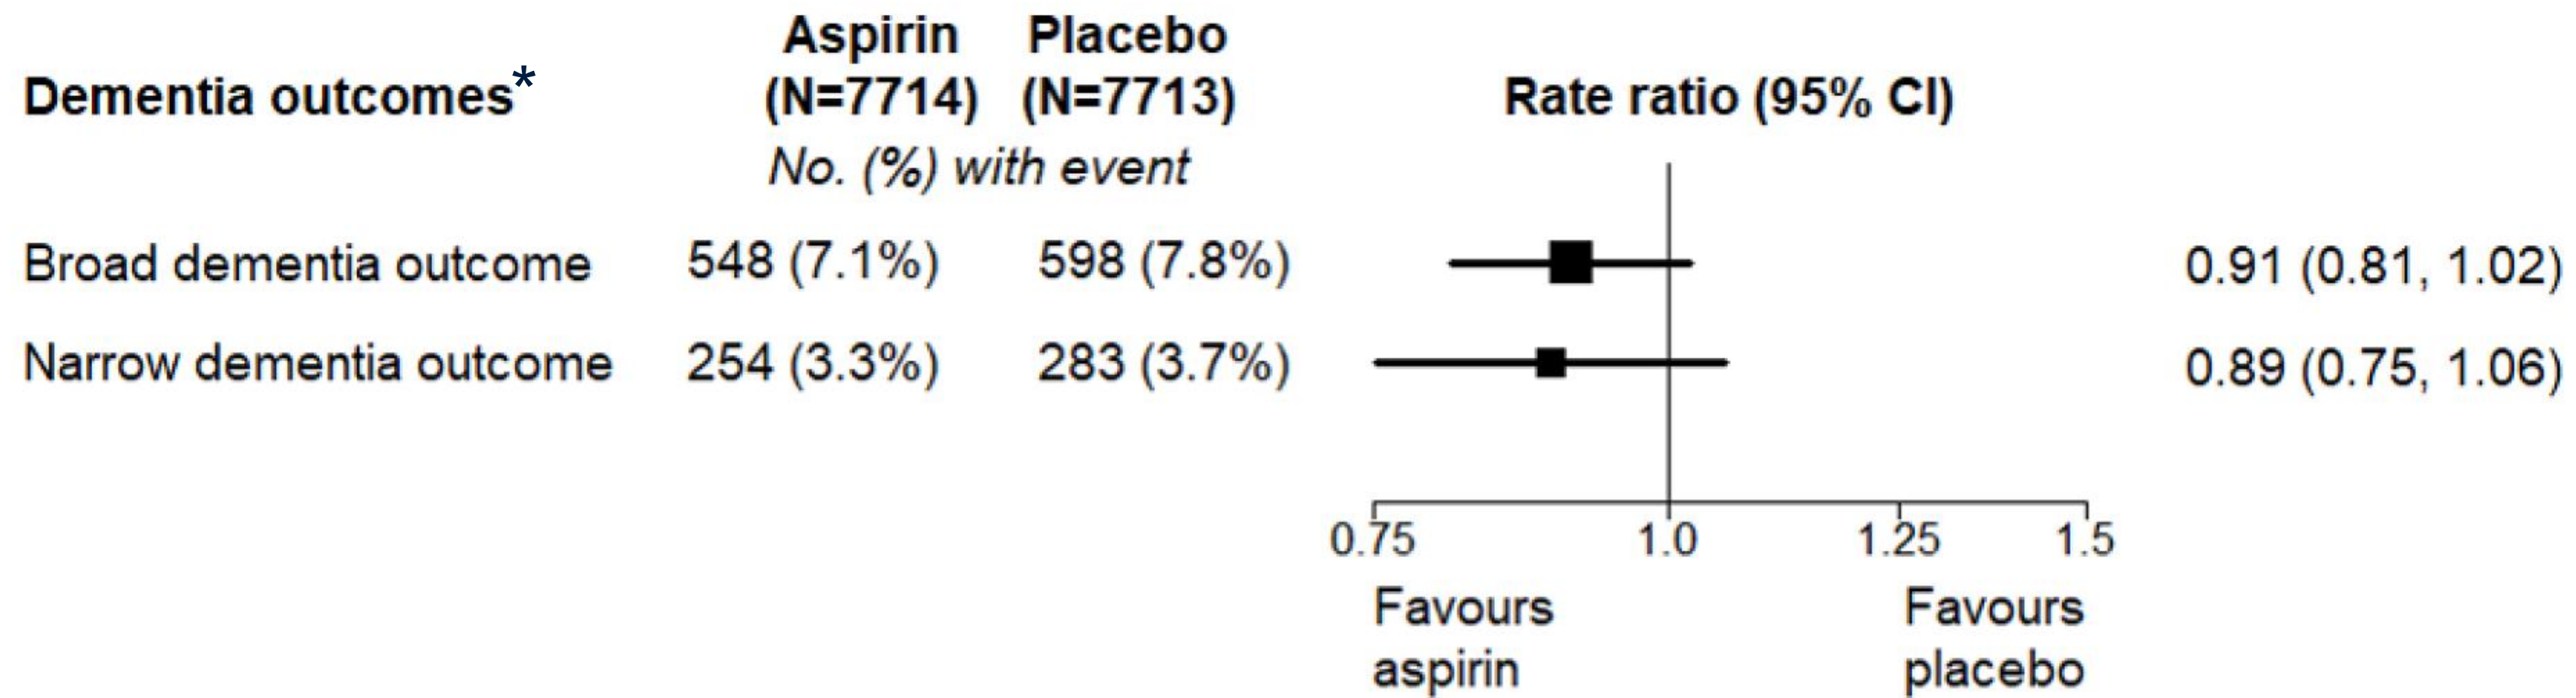 Aspirin Placebo
Dementia outcomes* (N=7714) (N=7713) Rate ratio (95% CI)
No. (%) with event
Broad dementia outcome 548 (7.1%) 598 (7.8%) 0.91 (0.81, 1.02)
Narrow dementia outcome 254 (3.3%) 283 (3.7%) 0.89 (0.75, 1.06)
0.75 1.0 1.25 1.5
Favours Favours
aspirin placebo